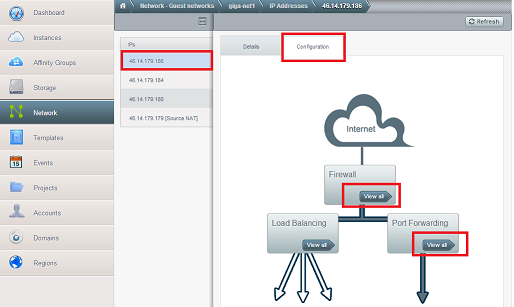 Network - Guest networks
giga-net1
IP Addresses
46.14.179.186
Refresh
Dashboard
Instances
Affinity Groups
Storage
Network
Templates
Events
Projects
Accounts
Domains
Regions
IPs
46.14.179.186
46.14.179.184
46.14.179.189
46.14.179.179 [Source NAT]
Details
Configuration
Internet
Firewall
View all
Load Balancing
View all
Port Forwarding
View all